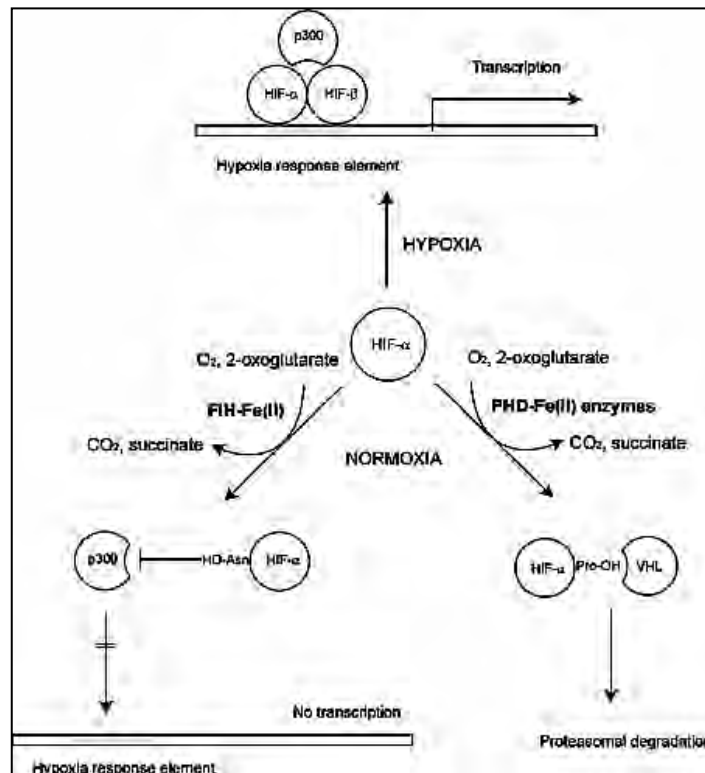 p300
Transcription
HIF-α HIF-β
Hypoxia response element
HYPOXIA
HIF-α
O₂, 2-oxoglutarate O₂, 2-oxoglutarate
FIH-Fe(II) PHD-Fe(II) enzymes
CO₂, succinate CO₂, succinate
NORMOXIA
p300 HO-Asn HIF-α HIF-α Pro-OH VHL
No transcription
Proteasomal degradation
Hypoxia response element